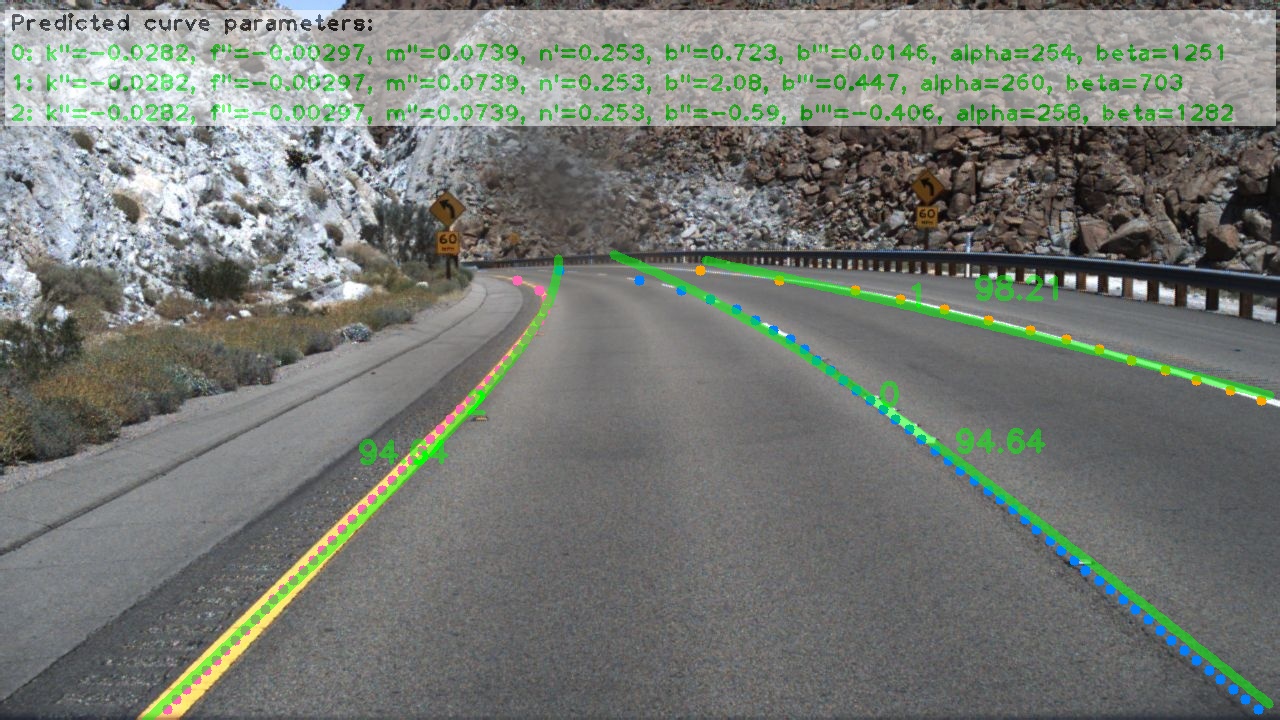 Predicted curve parameters:
0: k''=-0.0282, f''=-0.00297, m''=0.0739, n'=0.253, b''=0.723, b'''=0.0146, alpha=254, beta=1251
1: k''=-0.0282, f''=-0.00297, m''=0.0739, n'=0.253, b''=2.08, b'''=0.447, alpha=260, beta=703
2: k''=-0.0282, f''=-0.00297, m''=0.0739, n'=0.253, b''=-0.59, b'''=-0.406, alpha=258, beta=1282
60
60
1 98.21
0
94.64
2